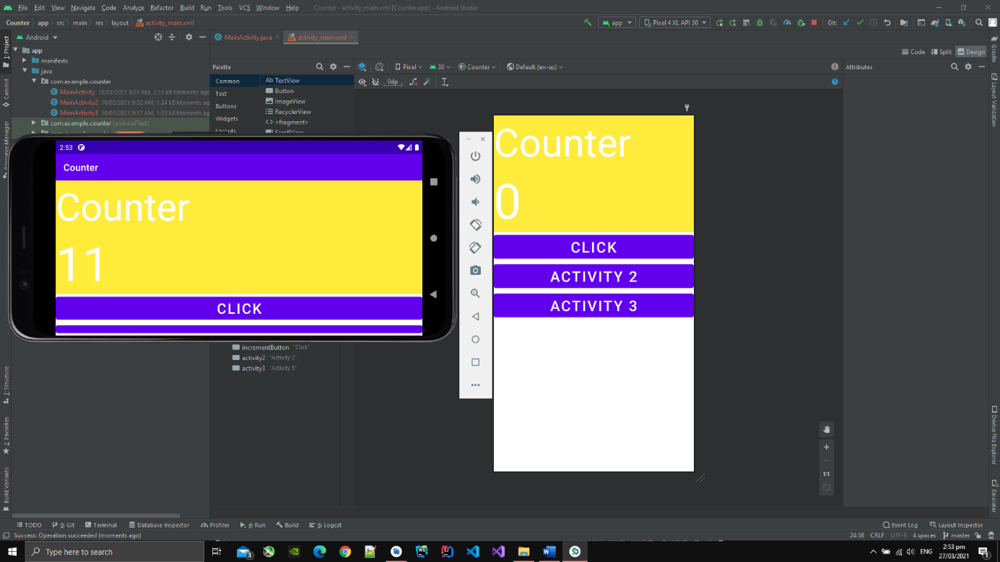 File Edit View Navigate Code Analyze Refactor Build Run Tools VCS Window Help Counter - activity_main.xml [Counter.app] - Android Studio
Counter src main res layout activity_main.xml app Pixel 4 XL API 30 Git:
1: Project
Commit
Resource Manager
Z: Structure
2: Favorites
Build Variants
Android
app
manifests
java
com.example.counter
MainActivity 18/03/2021 9:25 AM, 2.13 kB Moments ago
MainActivity2 18/03/2021 9:32 AM, 1.24 kB Moments ago
MainActivity3 18/03/2021 9:17 AM, 1.03 kB Moments ag
com.example.counter (androidTest)
MainActivity.java activity_main.xml
Code Split Design
Palette
Common
Text
Buttons
Widgets
Layouts
Ab TextView
Button
ImageView
RecyclerView
<fragment>
ScrollView
Pixel 30 Counter Default (en-us)
0dp
Attributes
2:53
Counter
Counter
11
CLICK
incrementButton "Click"
activity2 "Activity 2"
activity3 "Activity 3"
Counter
0
CLICK
ACTIVITY 2
ACTIVITY 3
1:1
Gradle
Layout Validation
Device File Explorer
Emulator
TODO 9: Git Terminal Database Inspector Profiler 4: Run Build 6: Logcat Event Log Layout Inspector
Success: Operation succeeded (moments ago) 24:58 CRLF UTF-8 4 spaces master
Type here to search 3 ENG 2:53 pm
27/03/2021 1